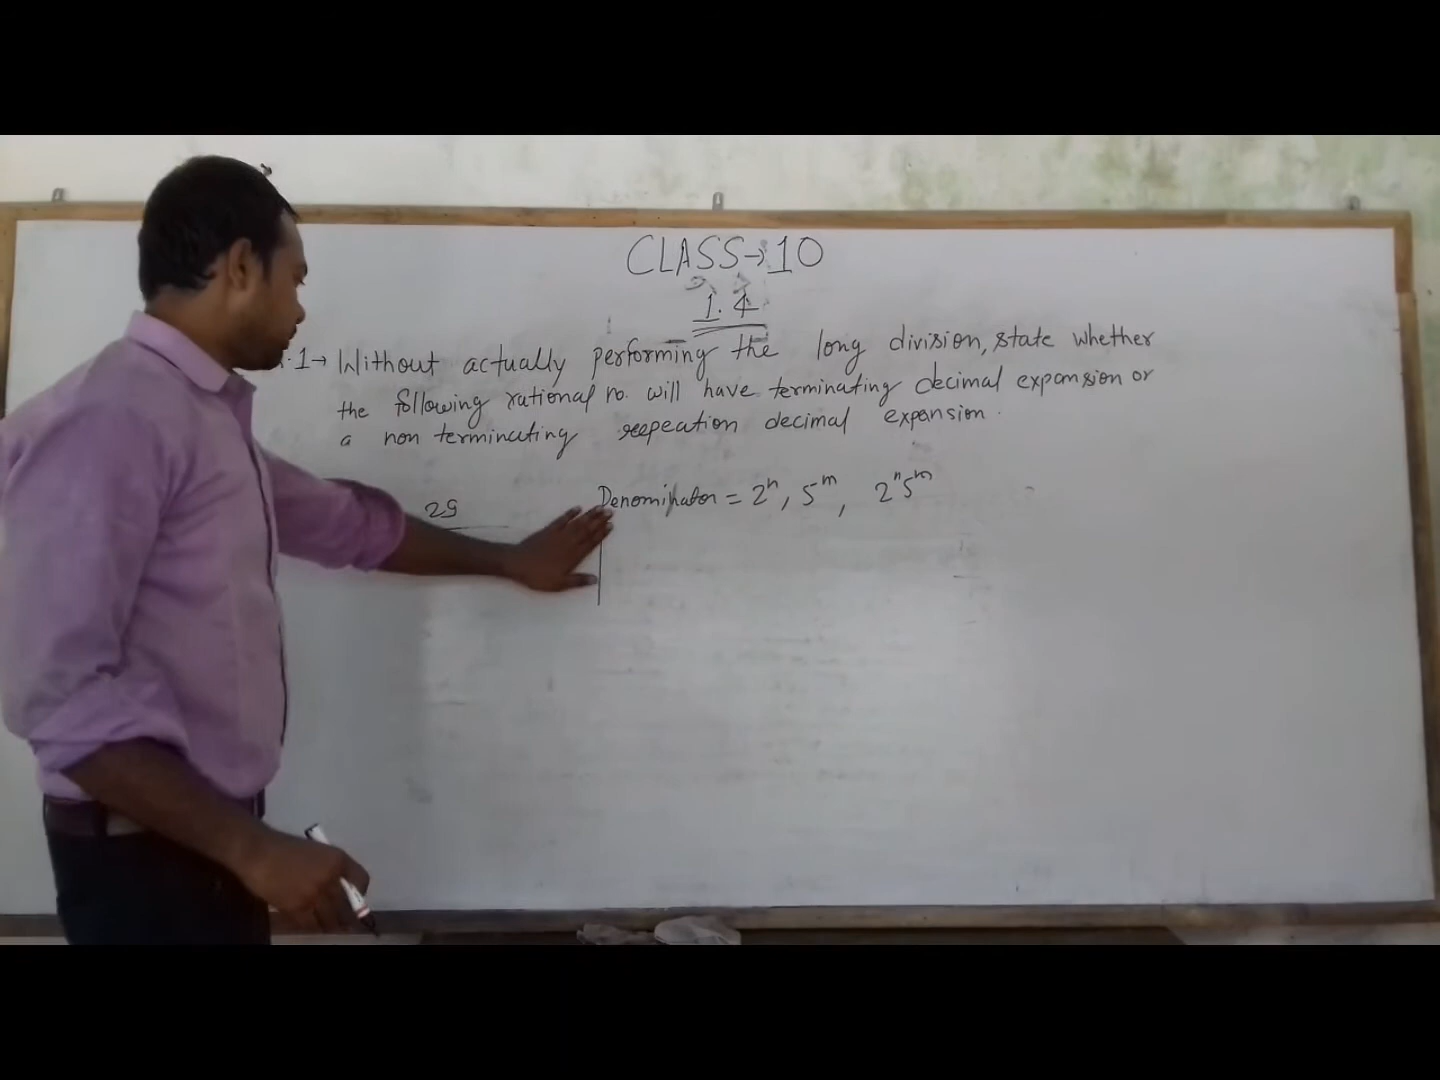 CLASS→10
1.4
.1→ Without actually performing the long division, state whether
the following rational no. will have terminating decimal expansion or
a non terminating reepeation decimal expansion.
29
Denominator = 2ⁿ, 5ᵐ, 2ⁿ5ᵐ